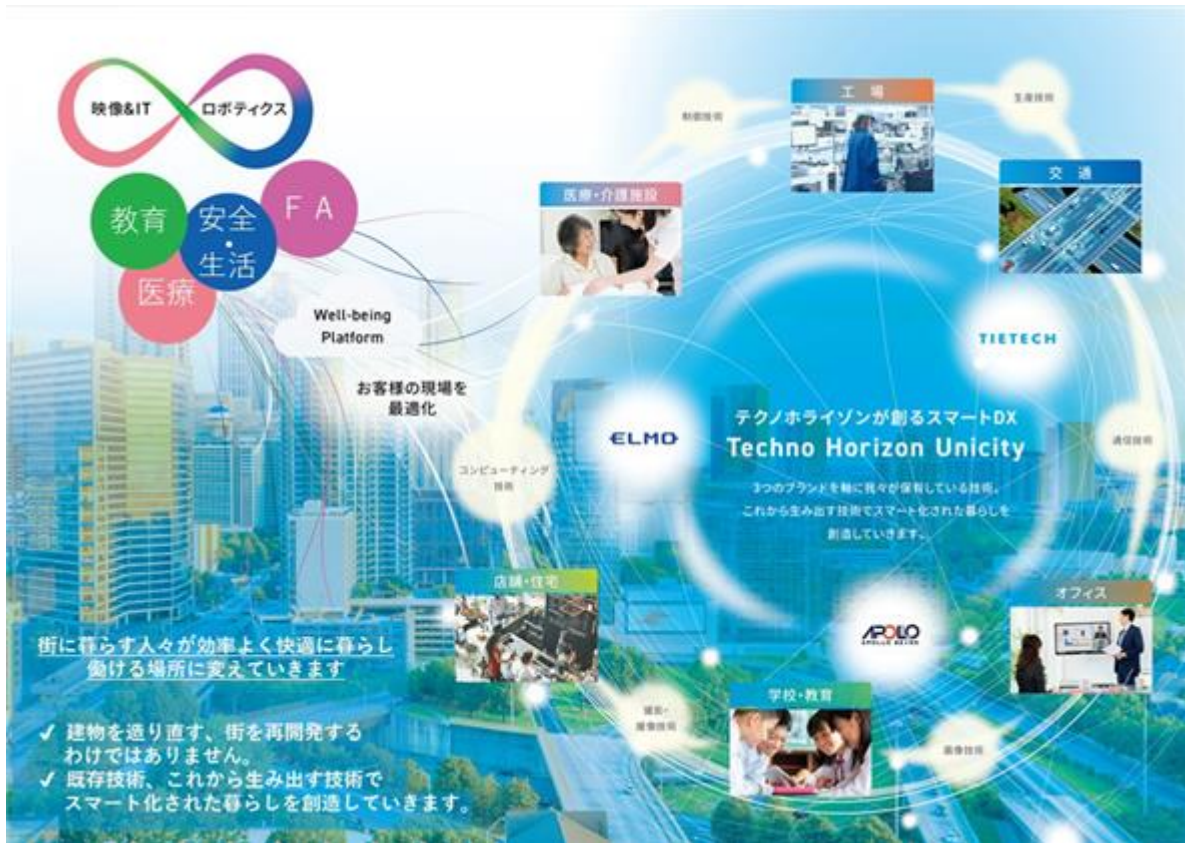 映像&IT
ロボティクス
教育
安全
・
生活
FA
医療
Well-being
Platform
お客様の現場を
最適化
街に暮らす人々が効率よく快適に暮らし
働ける場所に変えていきます
✓ 建物を造り直す、街を再開発する
わけではありません。
✓ 既存技術、これから生み出す技術で
スマート化された暮らしを創造していきます。
制御技術
工場
生産技術
医療・介護施設
交通
TIETECH
ELMO
テクノホライゾンが創るスマートDX
Techno Horizon Unicity
3つのブランドを軸に我々が保有している技術、
これから生み出す技術でスマート化された暮らしを
創造していきます。
通信技術
コンピューティング
技術
店舗・住宅
オフィス
APOLO
APOLLO SEIKO
学校・教育
撮像技術
画像技術